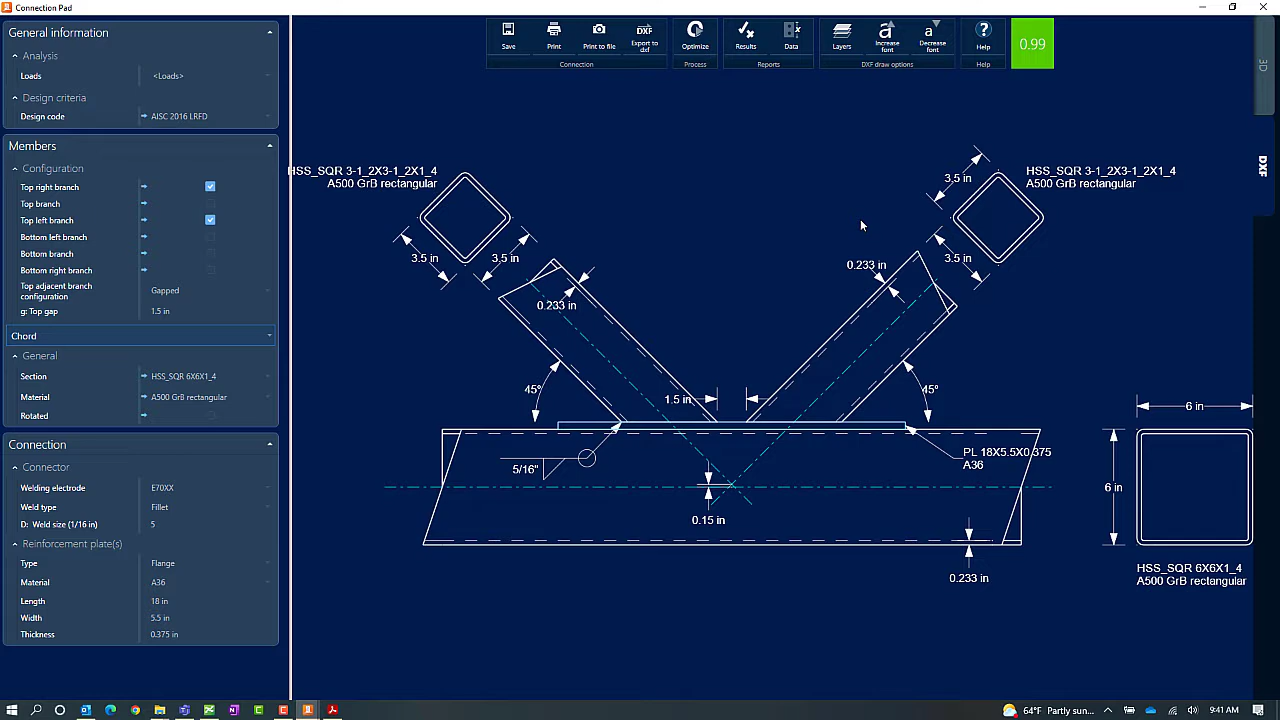 Connection Pad
General information
Analysis
Loads <Loads>
Design criteria
Design code AISC 2016 LRFD
Members
Configuration
Top right branch
Top branch
Top left branch
Bottom left branch
Bottom branch
Bottom right branch
Top adjacent branch
configuration Gapped
g: Top gap 1.5 in
Chord
General
Section HSS_SQR 6X6X1_4
Material A500 GrB rectangular
Rotated
Connection
Connector
Welding electrode E70XX
Weld type Fillet
D: Weld size (1/16 in) 5
Reinforcement plate(s)
Type Flange
Material A36
Length 18 in
Width 5.5 in
Thickness 0.375 in
Save
Print
Print to file
Export to
dxf
Connection
Optimize
Process
Results
Data
Reports
Layers
Increase
font
Decrease
font
DXF draw options
Help
Help
0.99
3D
DXF
HSS_SQR 3-1_2X3-1_2X1_4
A500 GrB rectangular
3.5 in
3.5 in
0.233 in
HSS_SQR 3-1_2X3-1_2X1_4
A500 GrB rectangular
3.5 in
3.5 in
0.233 in
45°
1.5 in
45°
5/16"
PL 18X5.5X0.375
A36
0.15 in
0.233 in
6 in
6 in
HSS_SQR 6X6X1_4
A500 GrB rectangular
64°F Partly sun...
9:41 AM